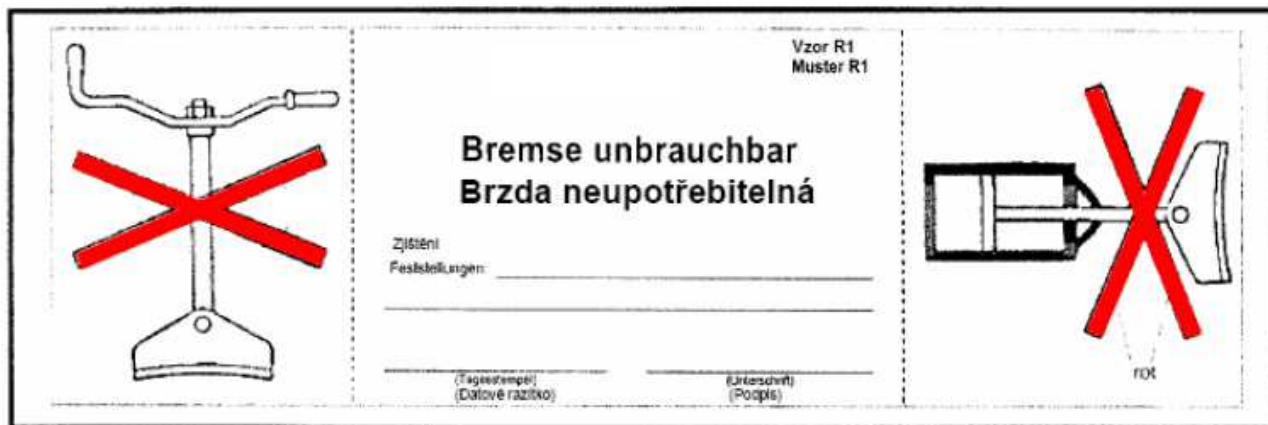 Vzor R1
Muster R1
Bremse unbrauchbar
Brzda neupotřebitelná
Zjištění
Feststellungen:
(Tagesstempel)
(Unterschrift)
(Datové razítko)
(Podpis)
rot